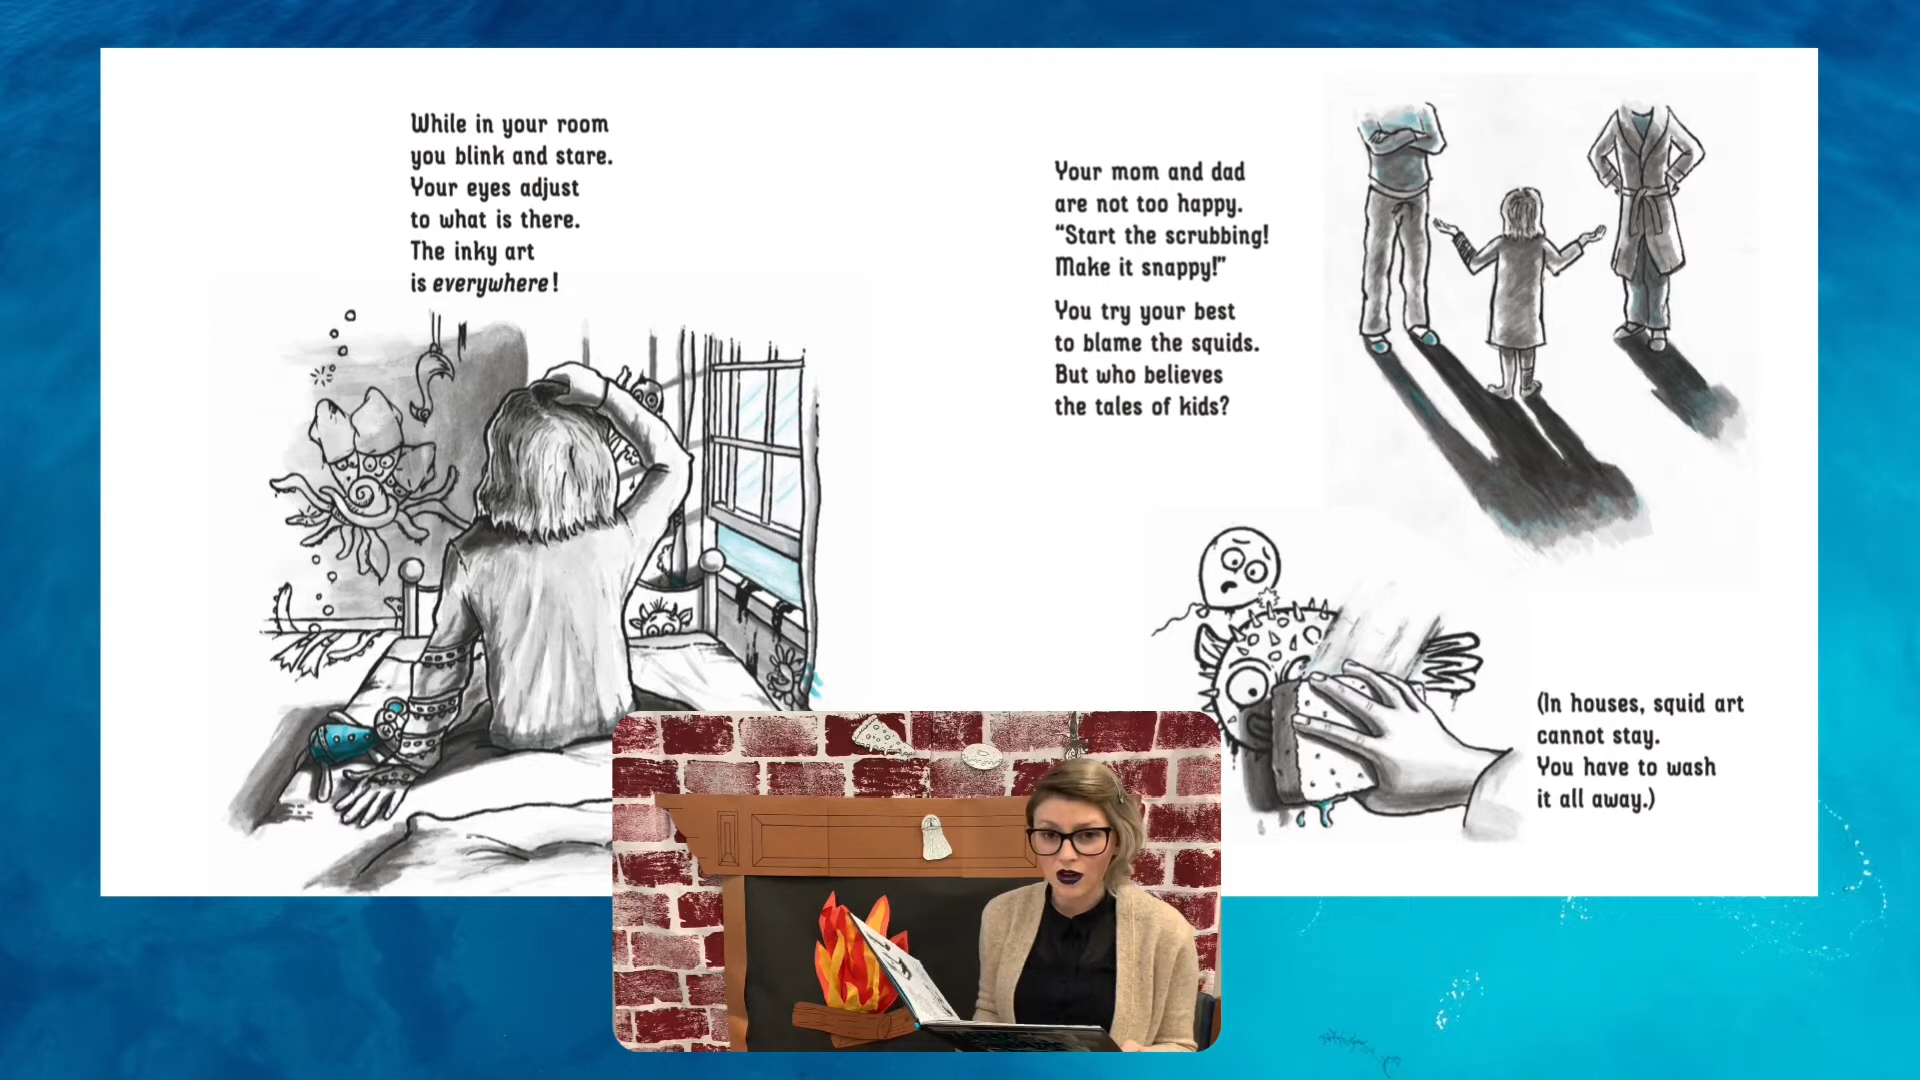 While in your room
you blink and stare.
Your eyes adjust
to what is there.
The inky art
is everywhere!
Your mom and dad
are not too happy.
“Start the scrubbing!
Make it snappy!”
You try your best
to blame the squids.
But who believes
the tales of kids?
(In houses, squid art
cannot stay.
You have to wash
it all away.)